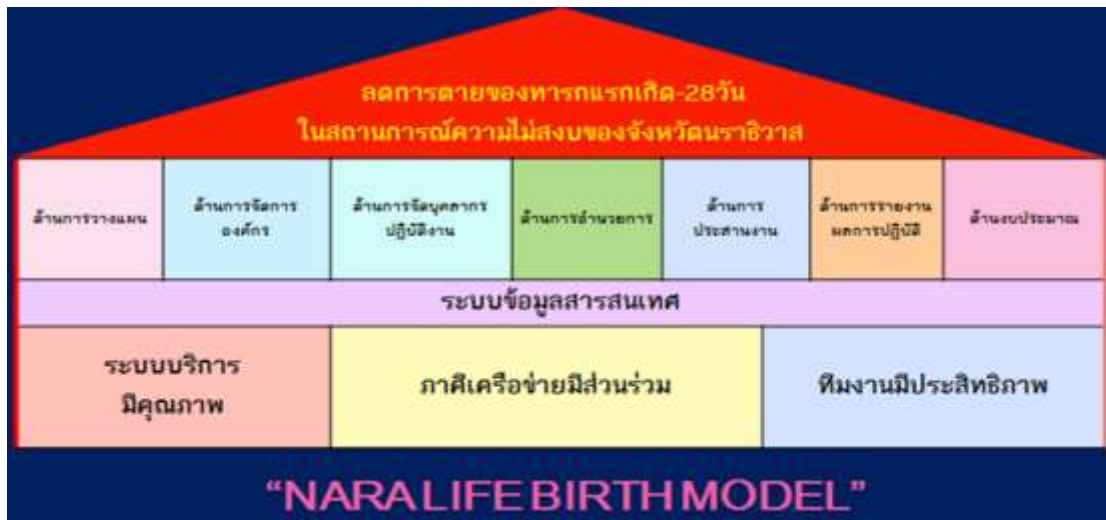 ลดการตายของทารกแรกเกิด-28วัน
ในสถานการณ์ความไม่สงบของจังหวัดนราธิวาส
ด้านการวางแผน
ด้านการจัดการ
องค์กร
ด้านการจัดบุคลากร
ปฏิบัติงาน
ด้านการอำนวยการ
ด้านการ
ประสานงาน
ด้านการรายงาน
ผลการปฏิบัติ
ด้านงบประมาณ
ระบบข้อมูลสารสนเทศ
ระบบบริการ
มีคุณภาพ
ภาคีเครือข่ายมีส่วนร่วม
ทีมงานมีประสิทธิภาพ
“NARA LIFE BIRTH MODEL”